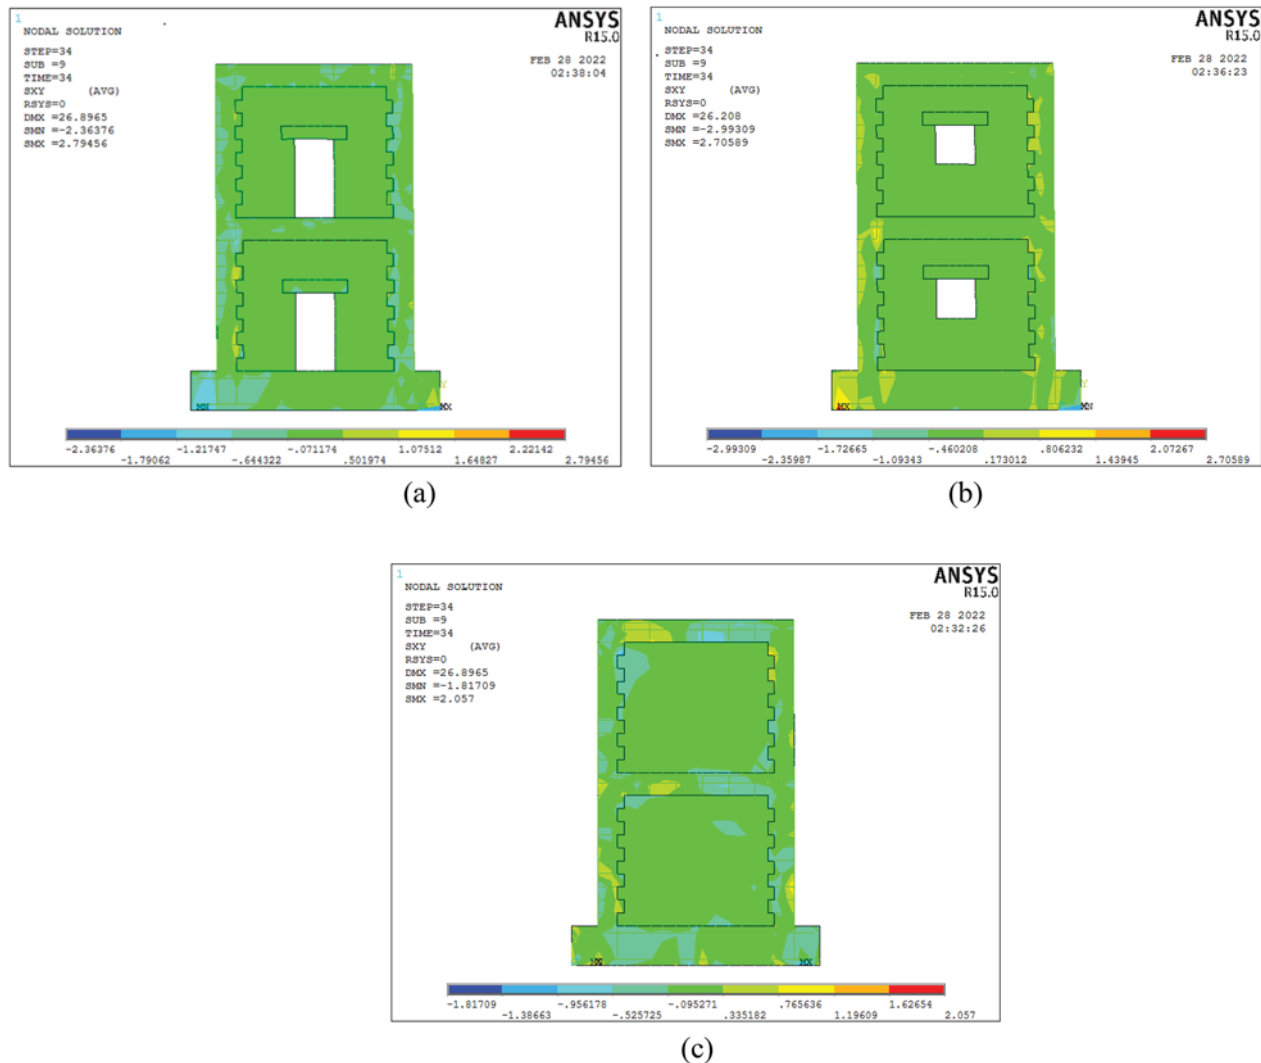 1
NODAL SOLUTION
STEP=34
SUB =9
TIME=34
SXY (AVG)
RSYS=0
DMX =26.8965
SMN =-2.36376
SMX =2.79456
ANSYS
R15.0
FEB 28 2022
02:38:04
Y
MN
MX
-2.36376 -1.21747 -.071174 1.07512 2.22142
-1.79062 -.644322 .501974 1.64827 2.79456
(a)
1
NODAL SOLUTION
STEP=34
SUB =9
TIME=34
SXY (AVG)
RSYS=0
DMX =26.208
SMN =-2.99309
SMX =2.70589
ANSYS
R15.0
FEB 28 2022
02:36:23
Y
MX
MN
-2.99309 -1.72665 -.460208 .806232 2.07267
-2.35987 -1.09343 .173012 1.43945 2.70589
(b)
1
NODAL SOLUTION
STEP=34
SUB =9
TIME=34
SXY (AVG)
RSYS=0
DMX =26.8965
SMN =-1.81709
SMX =2.057
ANSYS
R15.0
FEB 28 2022
02:32:26
MX
-1.81709 -.956178 -.095271 .765636 1.62654
-1.38663 -.525725 .335182 1.19609 2.057
(c)